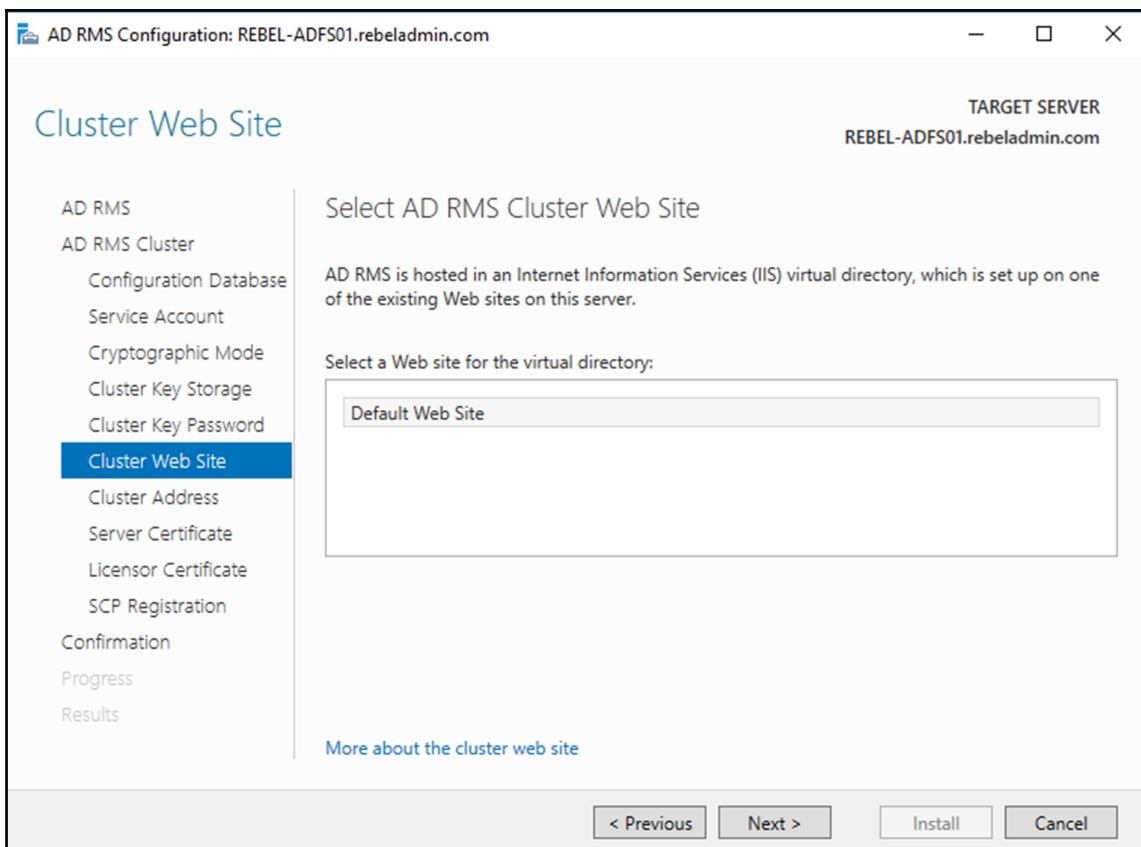 AD RMS Configuration: REBEL-ADFS01.rebeladmin.com
Cluster Web Site
TARGET SERVER
REBEL-ADFS01.rebeladmin.com
AD RMS
AD RMS Cluster
Configuration Database
Service Account
Cryptographic Mode
Cluster Key Storage
Cluster Key Password
Cluster Web Site
Cluster Address
Server Certificate
Licensor Certificate
SCP Registration
Confirmation
Progress
Results
Select AD RMS Cluster Web Site
AD RMS is hosted in an Internet Information Services (IIS) virtual directory, which is set up on one
of the existing Web sites on this server.
Select a Web site for the virtual directory:
Default Web Site
More about the cluster web site
< Previous
Next >
Install
Cancel